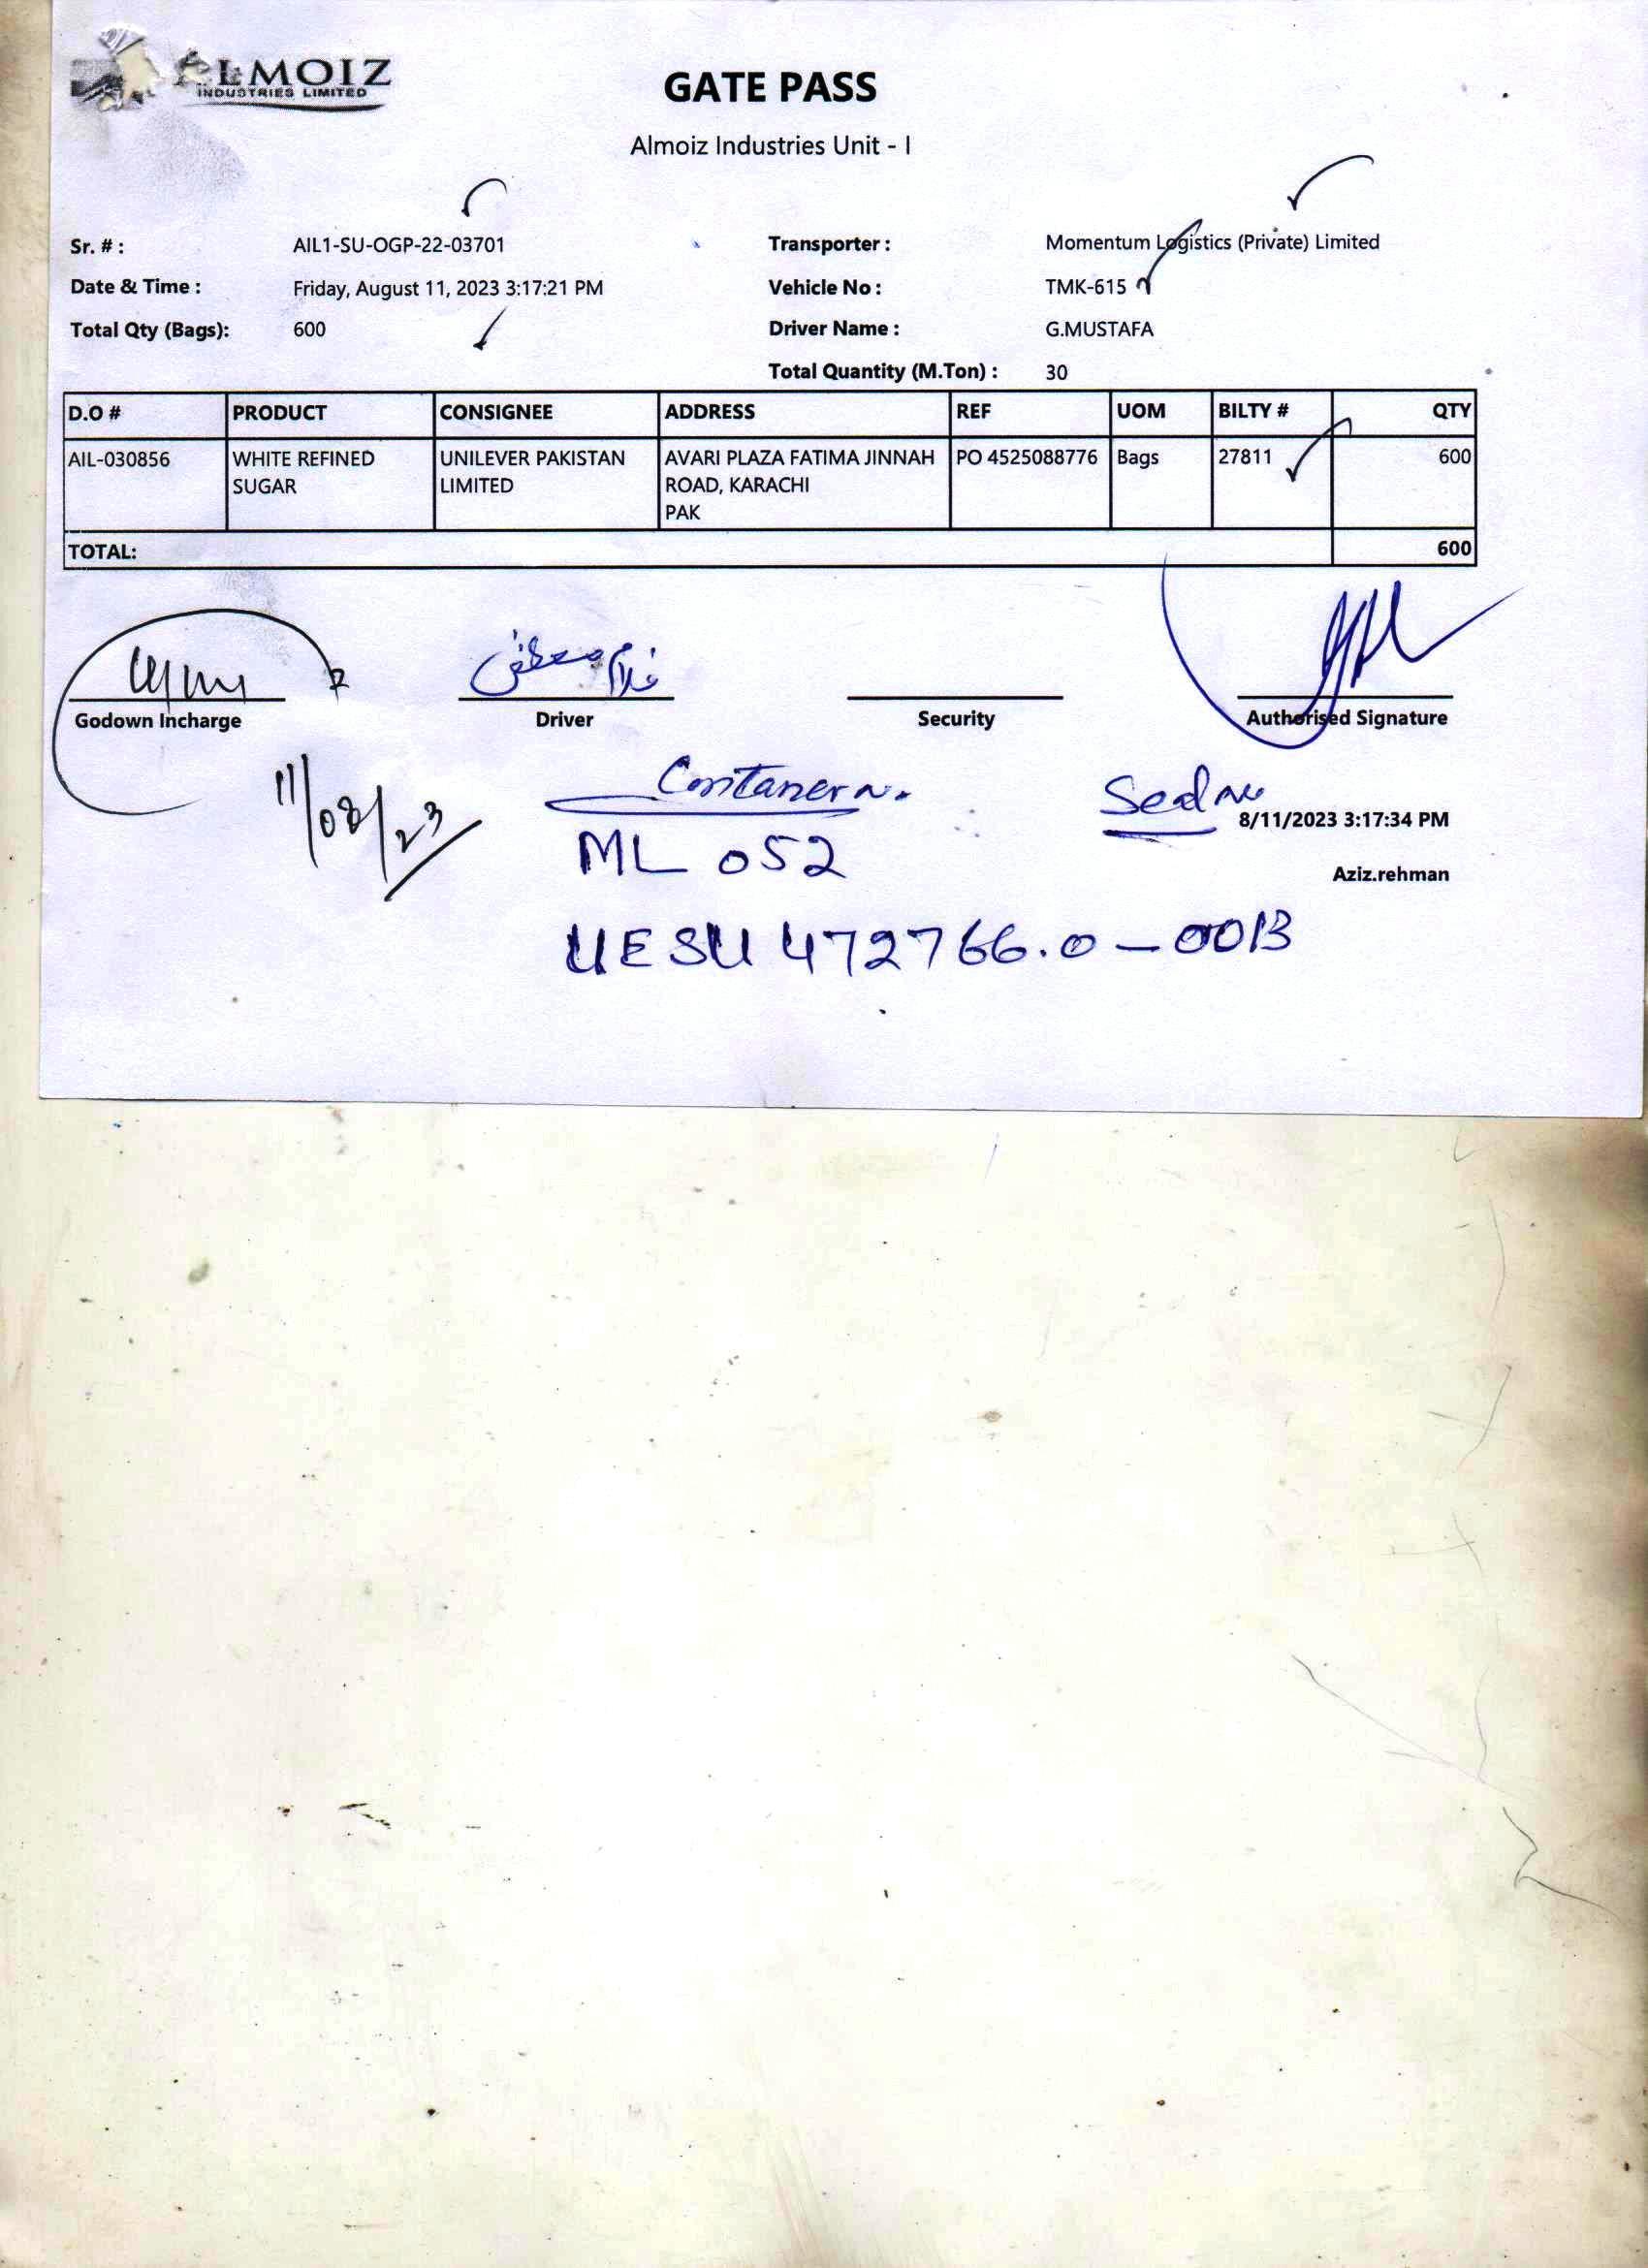 ALMOIZ
INDUSTRIES LIMITED
GATE PASS
Almoiz Industries Unit - I
Sr. # : AIL1-SU-OGP-22-03701 Transporter : Momentum Logistics (Private) Limited
Date & Time : Friday, August 11, 2023 3:17:21 PM Vehicle No : TMK-615
Total Qty (Bags): 600 Driver Name : G.MUSTAFA
Total Quantity (M.Ton) : 30
D.O # PRODUCT CONSIGNEE ADDRESS REF UOM BILTY # QTY
AIL-030856 WHITE REFINED UNILEVER PAKISTAN AVARI PLAZA FATIMA JINNAH PO 4525088776 Bags 27811 600
SUGAR LIMITED ROAD, KARACHI
PAK
TOTAL: 600
غلام مصطفی
Godown Incharge Driver Security Authorised Signature
11/08/23 Contaner no. Seal no
8/11/2023 3:17:34 PM
ML 052
Aziz.rehman
UESU 472766.0-0013